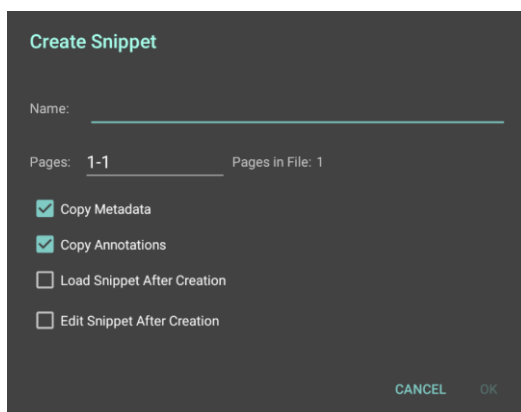 Create Snippet
Name:
Pages: 1-1 Pages in File: 1
Copy Metadata
Copy Annotations
Load Snippet After Creation
Edit Snippet After Creation
CANCEL OK